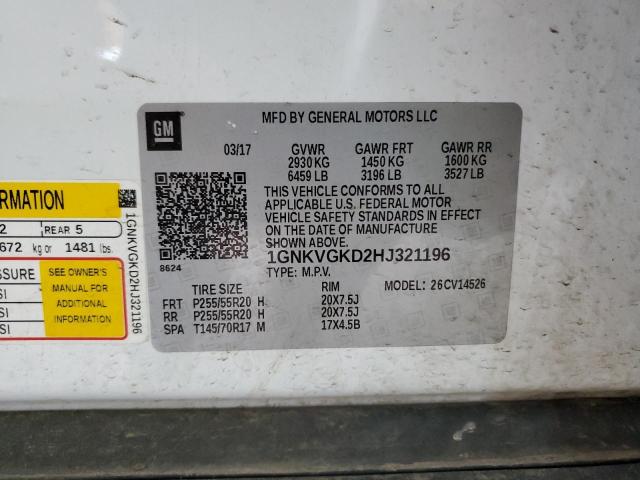 MFD BY GENERAL MOTORS LLC
GM
03/17 GVWR GAWR FRT GAWR RR
2930 KG 1450 KG 1600 KG
6459 LB 3196 LB 3527 LB
THIS VEHICLE CONFORMS TO ALL
APPLICABLE U.S. FEDERAL MOTOR
VEHICLE SAFETY STANDARDS IN
EFFECT ON THE DATE OF MANUFACTURE
SHOWN ABOVE.
1GNKVGKD2HJ321196
8624
TYPE: M.P.V. MODEL: 26CV14526
TIRE SIZE RIM
FRT P255/55R20 H 20X7.5J
RR P255/55R20 H 20X7.5J
SPA T145/70R17 M 17X4.5B
2 REAR 5
672 kg or 1481 lbs.
SEE OWNER'S
MANUAL FOR
ADDITIONAL
INFORMATION
1GNKVGKD2HJ321196